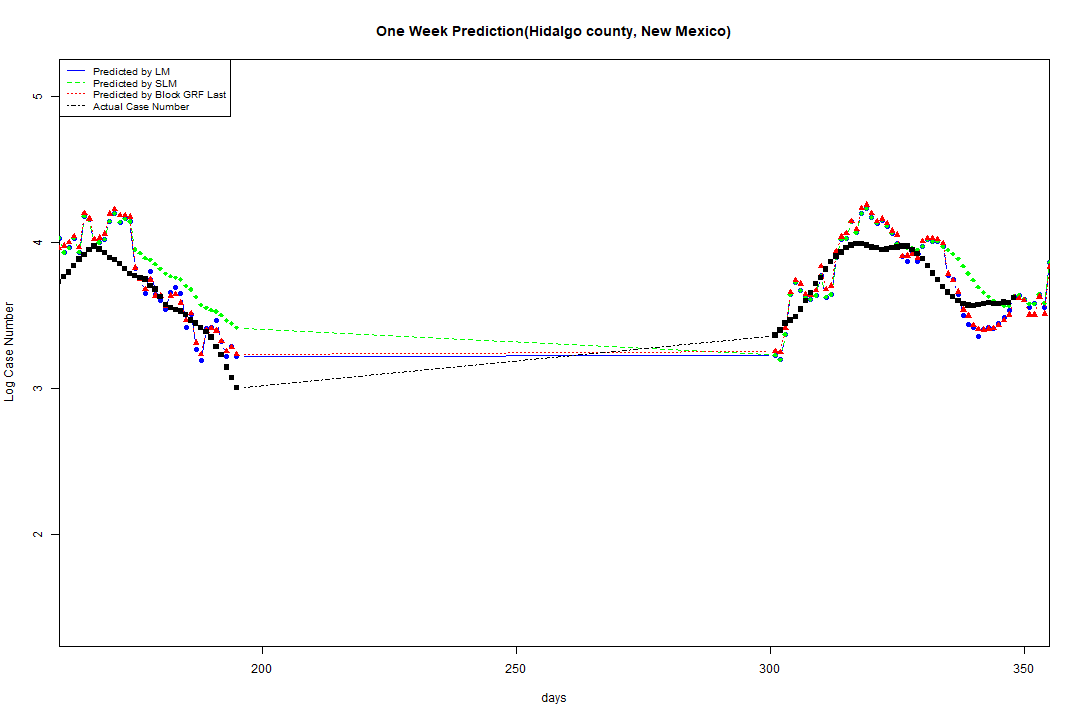 One Week Prediction(Hidalgo county, New Mexico)
Predicted by LM
Predicted by SLM
Predicted by Block GRF Last
Actual Case Number
5
4
3
2
Log Case Number
200
250
300
350
days